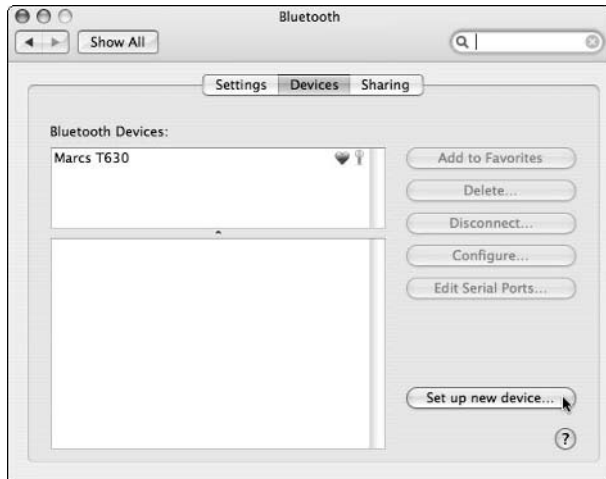 Bluetooth
Show All
Settings Devices Sharing
Bluetooth Devices:
Marcs T630
Add to Favorites
Delete...
Disconnect...
Configure...
Edit Serial Ports...
Set up new device...
?